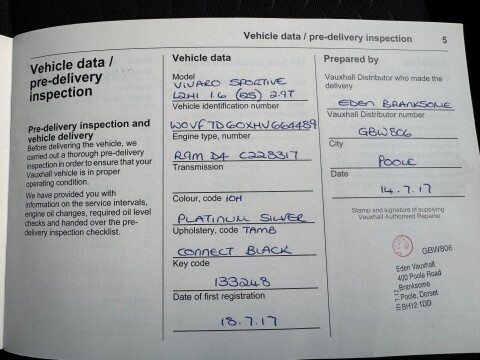 Vehicle data / pre-delivery inspection 5
Vehicle data /
pre-delivery
inspection
Pre-delivery inspection and
vehicle delivery
Before delivering the vehicle, we
carried out a thorough pre-delivery
inspection in order to ensure that your
Vauxhall vehicle is in proper
operating condition.
We have provided you with
information on the service intervals,
engine oil changes, required oil level
checks and handed over the pre-
delivery inspection checklist.
Vehicle data
Model
VIVARO SPORTIVE
L2H1 1.6 (95) 2.9T
Vehicle identification number
W0VF7D60XHV664489
Engine type, number
R9M D4 C228317
Transmission
Colour, code 10H
PLATINUM SILVER
Upholstery, code TAMB
CONNECT BLACK
Key code
133248
Date of first registration
18.7.17
Prepared by
Vauxhall Distributor who made the
delivery
EDEN BRANKSOME
Vauxhall Distributor number
GBW806
City
POOLE
Date
14.7.17
Stamp and signature of supplying
Vauxhall Authorised Repairer
GBW806
Eden Vauxhall
400 Poole Road
Branksome
Poole, Dorset
BH12 1DD